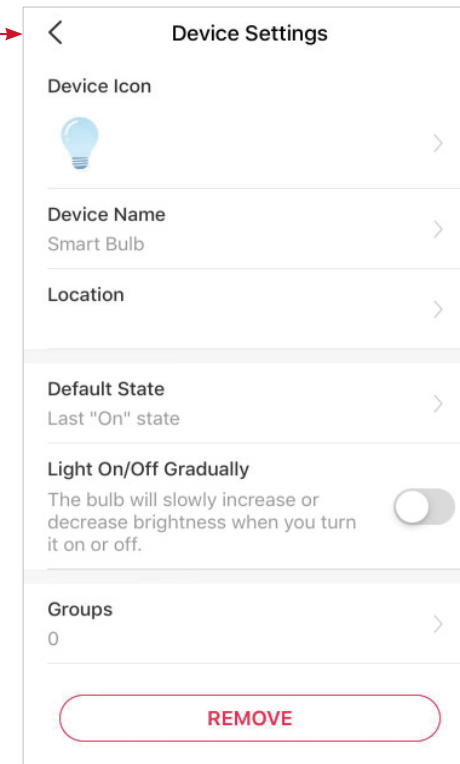 Device Settings
Device Icon
Device Name
Smart Bulb
Location
Default State
Last "On" state
Light On/Off Gradually
The bulb will slowly increase or
decrease brightness when you turn
it on or off.
Groups
0
REMOVE